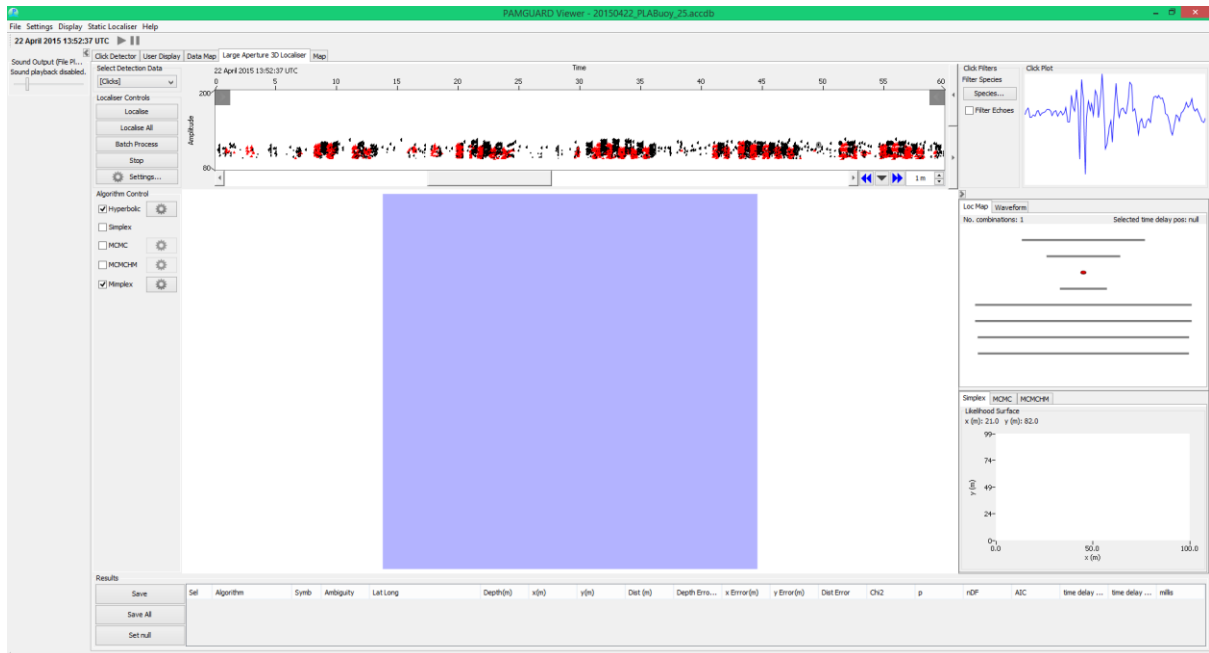 PAMGUARD Viewer - 20150422_PLABuoy_25.accdb
File Settings Display Static Localiser Help
22 April 2015 13:52:37 UTC
Sound Output (File Pl...
Sound playback disabled.
Click Detector User Display Data Map Large Aperture 3D Localiser Map
Select Detection Data
[Clicks]
Localiser Controls
Localise
Localise All
Batch Process
Stop
Settings...
Algorithm Control
Hyperbolic
Simplex
MCMC
MCMCHM
Mimplex
22 April 2015 13:52:37 UTC
Time
0 5 10 15 20 25 30 35 40 45 50 55 60
200
Amplitude
80
1 m
Click Filters
Filter Species
Species...
Filter Echoes
Click Plot
Loc Map Waveform
No. combinations: 1 Selected time delay pos: null
Simplex MCMC MCMCHM
Likelihood Surface
x (m): 21.0 y (m): 82.0
99
74
49
24
0
y (m)
0.0 50.0 100.0
x (m)
Results
Save
Save All
Set null
Sel Algorithm Symb Ambiguity Lat Long Depth(m) x(m) y(m) Dist (m) Depth Erro... x Errror(m) y Error(m) Dist Error Chi2 p nDF AIC time delay ... time delay ... millis